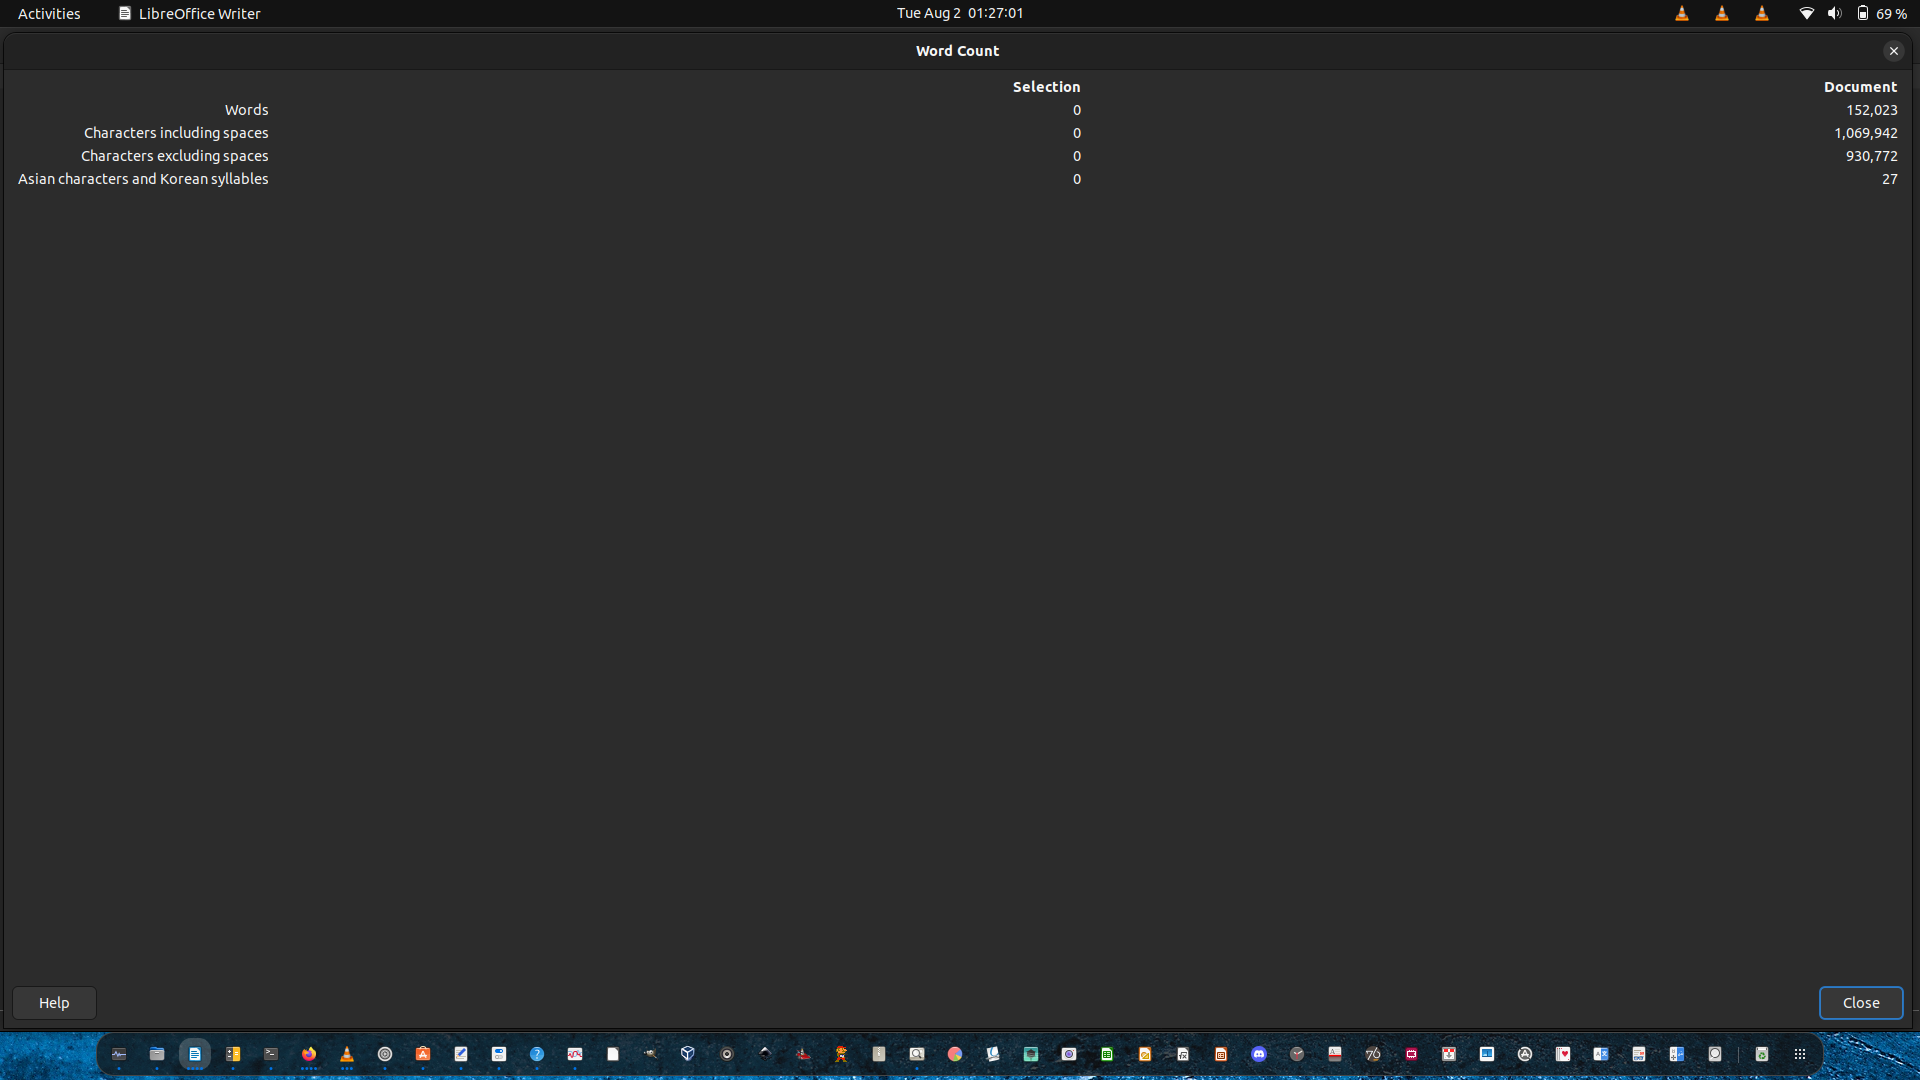 Activities LibreOffice Writer Tue Aug 2 01:27:01 69 %
Word Count
Selection Document
Words 0 152,023
Characters including spaces 0 1,069,942
Characters excluding spaces 0 930,772
Asian characters and Korean syllables 0 27
Help Close